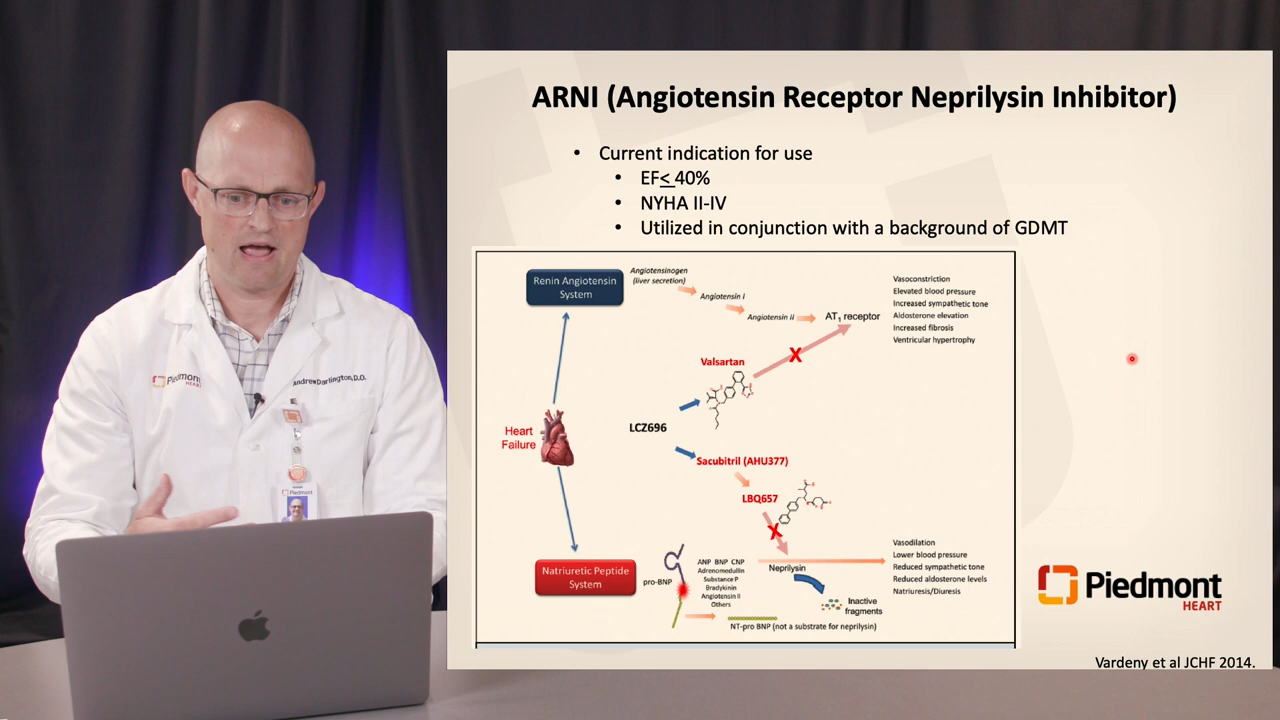 ARNI (Angiotensin Receptor Neprilysin Inhibitor)
• Current indication for use
• EF< 40%
• NYHA II-IV
• Utilized in conjunction with a background of GDMT
Renin Angiotensin
System
Angiotensinogen
(liver secretion)
Angiotensin I
Angiotensin II
AT1 receptor
Vasoconstriction
Elevated blood pressure
Increased sympathetic tone
Aldosterone elevation
Increased fibrosis
Ventricular hypertrophy
Valsartan
X
LCZ696
Heart
Failure
Sacubitril (AHU377)
LBQ657
X
Natriuretic Peptide
System
pro-BNP
ANP BNP CNP
Adrenomedullin
Substance P
Bradykinin
Angiotensin II
Others
Neprilysin
Inactive
fragments
NT-pro BNP (not a substrate for neprilysin)
Vasodilation
Lower blood pressure
Reduced sympathetic tone
Reduced aldosterone levels
Natriuresis/Diuresis
Piedmont
HEART
Vardeny et al JCHF 2014.
Piedmont
HEART
Andrew Darlington, D.O.
Piedmont